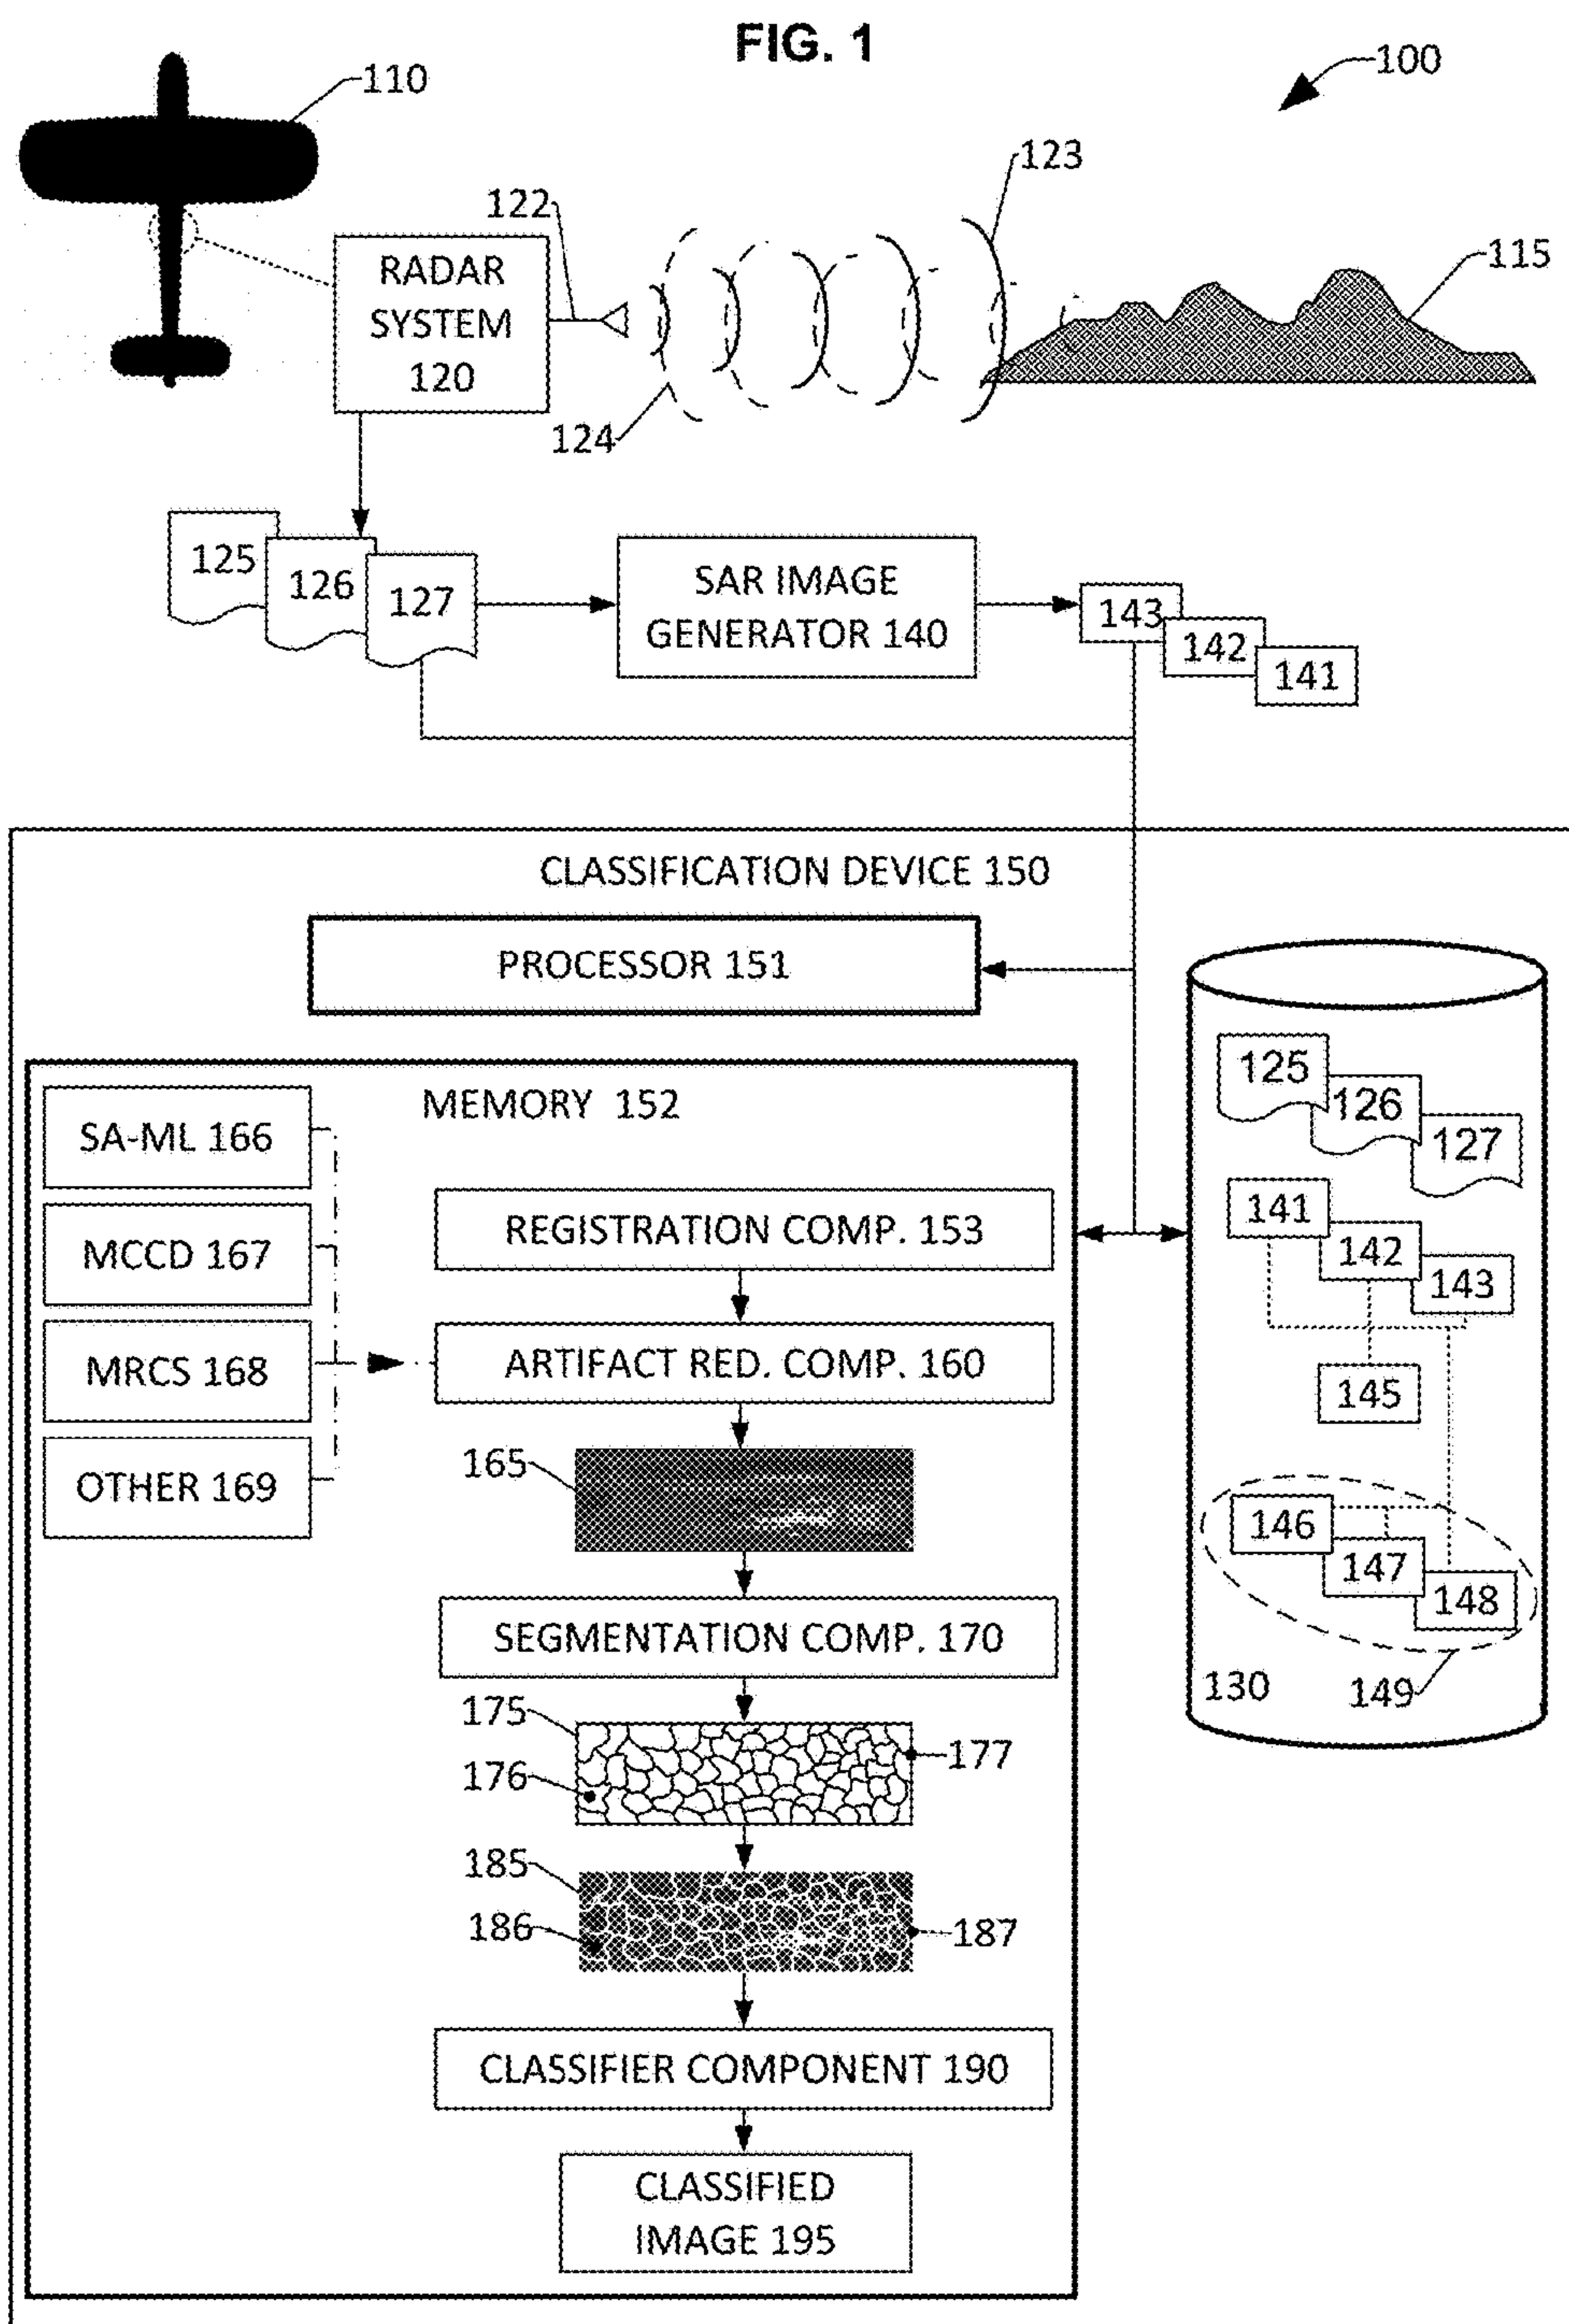 FIG. 1
100
110
123
122
115
RADAR
SYSTEM
120
124
125
126
127
SAR IMAGE
GENERATOR 140
143
142
141
CLASSIFICATION DEVICE 150
PROCESSOR 151
MEMORY 152
SA-ML 166
MCCD 167
MRCS 168
OTHER 169
REGISTRATION COMP. 153
ARTIFACT RED. COMP. 160
165
SEGMENTATION COMP. 170
175
176
177
185
186
187
CLASSIFIER COMPONENT 190
CLASSIFIED
IMAGE 195
125
126
127
141
142
143
145
146
147
148
130
149